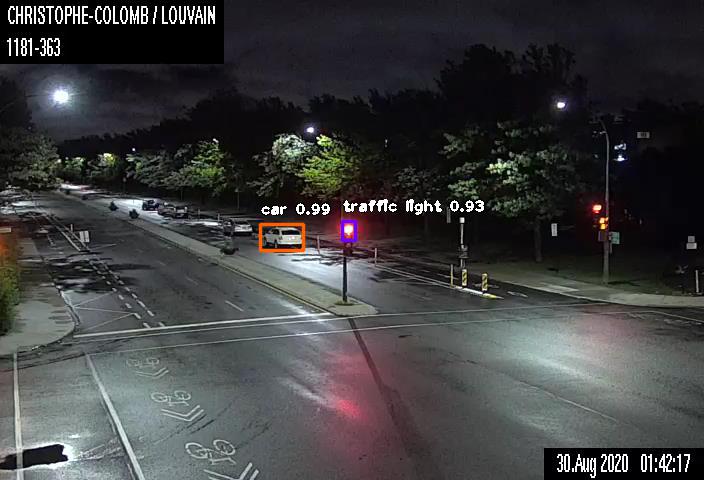 CHRISTOPHE-COLOMB / LOUVAIN
1181-363
car 0.99
traffic light 0.93
30.Aug 2020 01:42:17